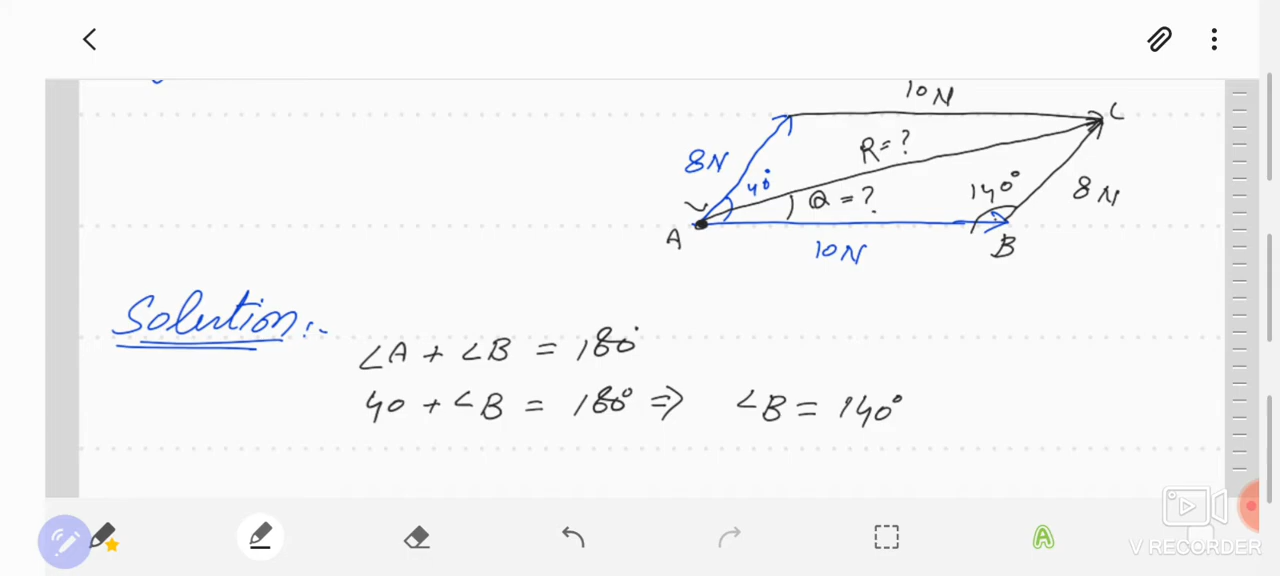 10N
C
8N
R = ?
40°
Q = ?
140°
8N
A
10N
B
Solution:-
∠A + ∠B = 180°
40 + ∠B = 180° => ∠B = 140°
A
V RECORDER